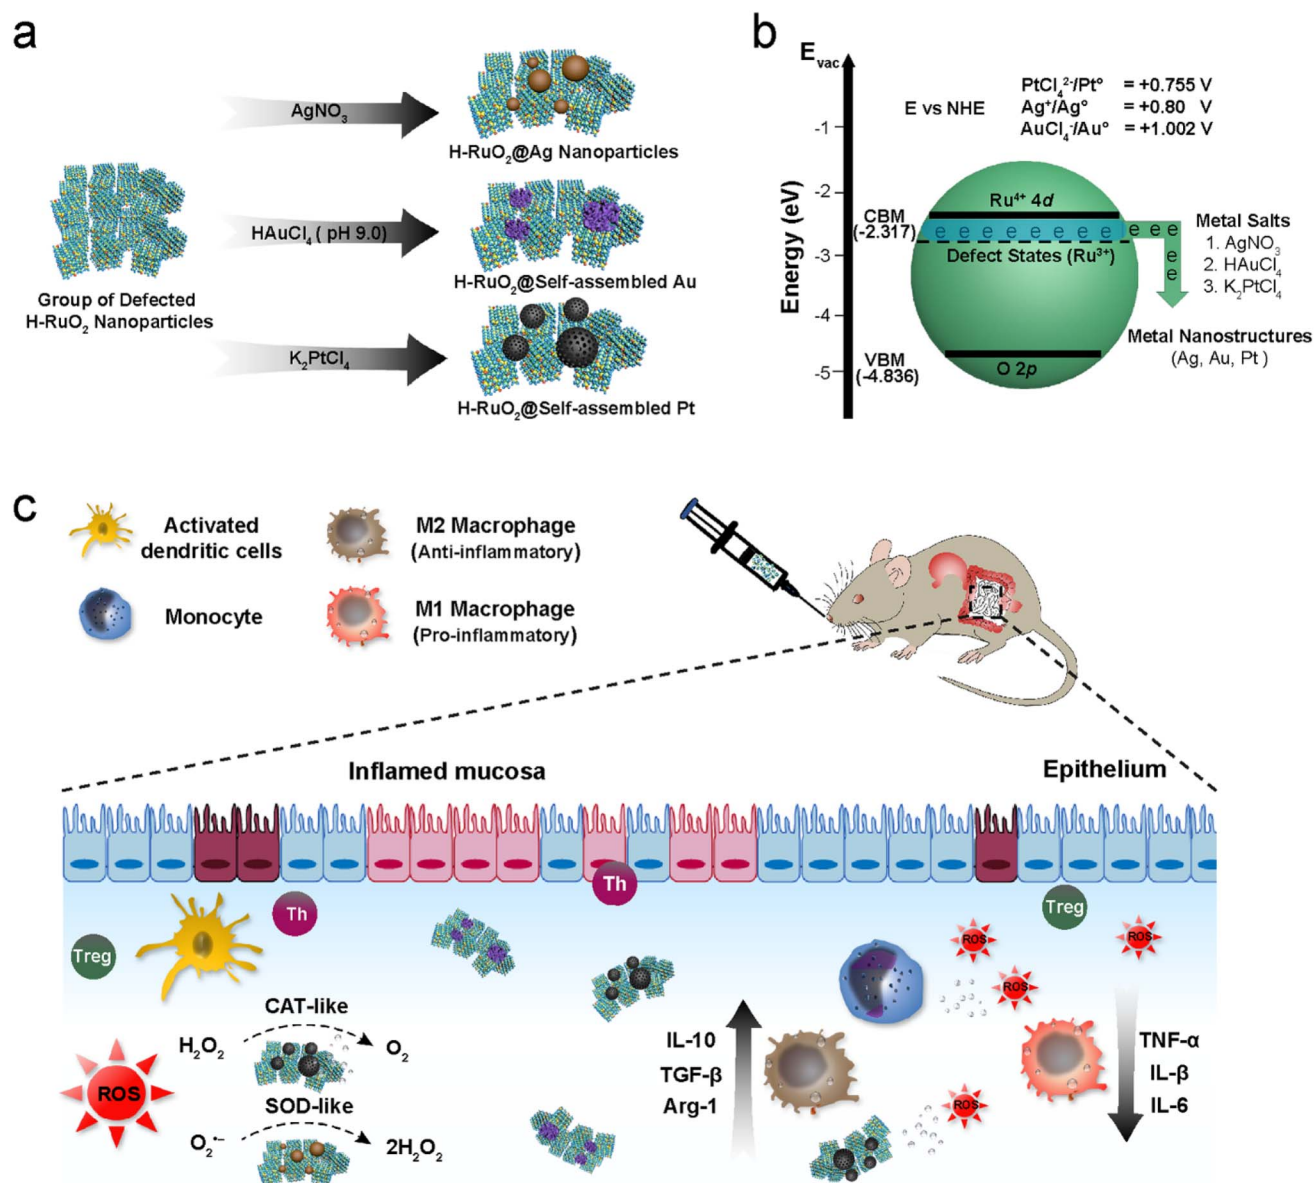 a
AgNO₃
H-RuO₂@Ag Nanoparticles
HAuCl₄ ( pH 9.0)
H-RuO₂@Self-assembled Au
Group of Defected
H-RuO₂ Nanoparticles
K₂PtCl₄
H-RuO₂@Self-assembled Pt
b
E_vac
Energy (eV)
-1
-2
-3
-4
-5
CBM
(-2.317)
VBM
(-4.836)
E vs NHE
PtCl₄²⁻/Pt° = +0.755 V
Ag⁺/Ag° = +0.80 V
AuCl₄⁻/Au° = +1.002 V
Ru⁴⁺ 4d
e e e e e e e e e e e
e
e
Defect States (Ru³⁺)
O 2p
Metal Salts
1. AgNO₃
2. HAuCl₄
3. K₂PtCl₄
Metal Nanostructures
(Ag, Au, Pt )
c
Activated
dendritic cells
M2 Macrophage
(Anti-inflammatory)
Monocyte
M1 Macrophage
(Pro-inflammatory)
Inflamed mucosa
Epithelium
Th
Th
Treg
Treg
ROS
ROS
ROS
CAT-like
H₂O₂
O₂
ROS
SOD-like
O₂•⁻
2H₂O₂
IL-10
TGF-β
Arg-1
TNF-α
IL-β
IL-6
ROS